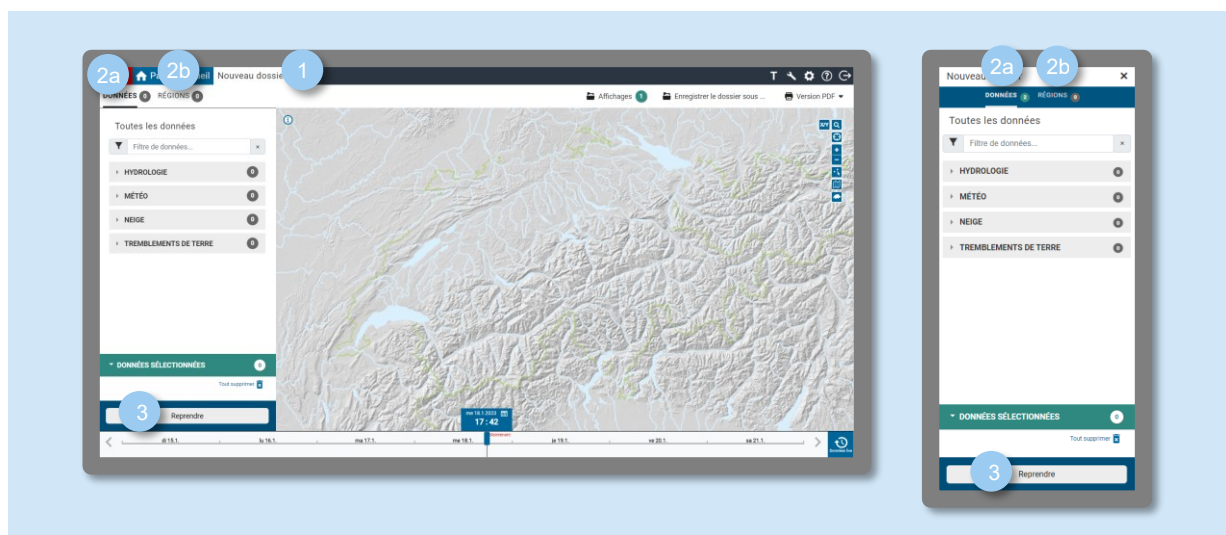 2a
2b
1
Nouveau dossie
DONNÉES 0
RÉGIONS 0
Affichages 1
Enregistrer le dossier sous ...
Version PDF
Toutes les données
Filtre de données... ×
HYDROLOGIE 0
MÉTÉO 0
NEIGE 0
TREMBLEMENTS DE TERRE 0
DONNÉES SÉLECTIONNÉES 0
Tout supprimer
3
Reprendre
me 18.1.2023
17:42
di 15.1.
lu 16.1.
ma 17.1.
me 18.1.
je 19.1.
ve 20.1.
sa 21.1.
2a
2b
Nouveau
DONNÉES 0
RÉGIONS 0
Toutes les données
Filtre de données... ×
HYDROLOGIE 0
MÉTÉO 0
NEIGE 0
TREMBLEMENTS DE TERRE 0
DONNÉES SÉLECTIONNÉES 0
Tout supprimer
3
Reprendre